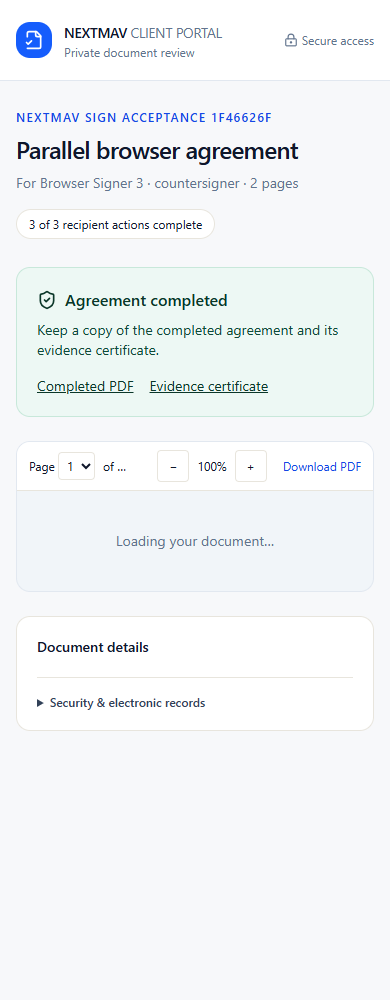 NEXTMAV CLIENT PORTAL
Private document review
Secure access
NEXTMAV SIGN ACCEPTANCE 1F46626F
Parallel browser agreement
For Browser Signer 3 · countersigner · 2 pages
3 of 3 recipient actions complete
Agreement completed
Keep a copy of the completed agreement and its
evidence certificate.
Completed PDF Evidence certificate
Page 1 of ... − 100% + Download PDF
Loading your document...
Document details
Security & electronic records